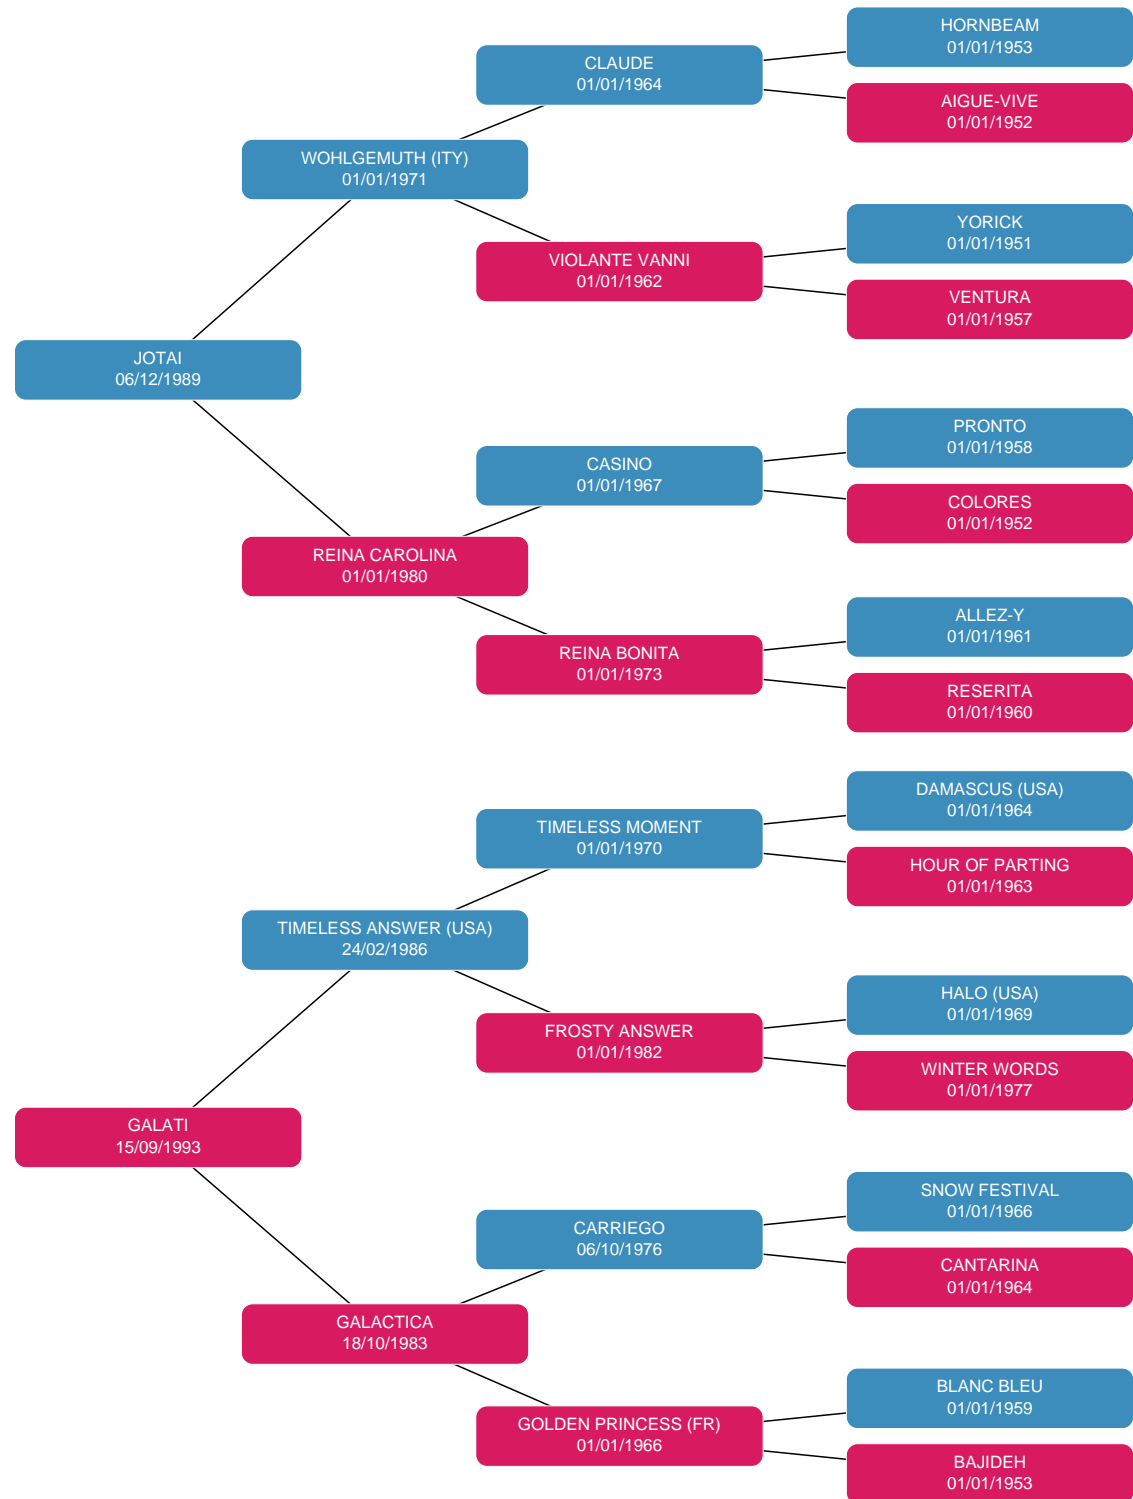 HORNBEAM
01/01/1953
CLAUDE
01/01/1964
AIGUE-VIVE
01/01/1952
WOHLGEMUTH (ITY)
01/01/1971
YORICK
01/01/1951
VIOLANTE VANNI
01/01/1962
VENTURA
01/01/1957
JOTAI
06/12/1989
PRONTO
01/01/1958
CASINO
01/01/1967
COLORES
01/01/1952
REINA CAROLINA
01/01/1980
ALLEZ-Y
01/01/1961
REINA BONITA
01/01/1973
RESERITA
01/01/1960
DAMASCUS (USA)
01/01/1964
TIMELESS MOMENT
01/01/1970
HOUR OF PARTING
01/01/1963
TIMELESS ANSWER (USA)
24/02/1986
HALO (USA)
01/01/1969
FROSTY ANSWER
01/01/1982
WINTER WORDS
01/01/1977
GALATI
15/09/1993
SNOW FESTIVAL
01/01/1966
CARRIEGO
06/10/1976
CANTARINA
01/01/1964
GALACTICA
18/10/1983
BLANC BLEU
01/01/1959
GOLDEN PRINCESS (FR)
01/01/1966
BAJIDEH
01/01/1953